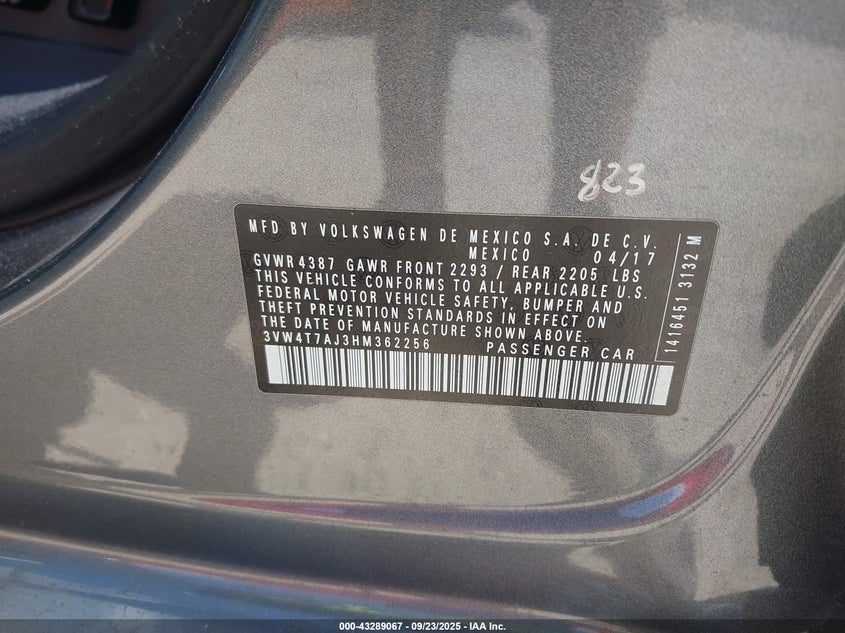 823
MFD BY VOLKSWAGEN DE MEXICO S.A. DE C.V.
MEXICO 04/17
GVWR 4387 GAWR FRONT 2293 / REAR 2205 LBS
THIS VEHICLE CONFORMS TO ALL APPLICABLE U.S.
FEDERAL MOTOR VEHICLE SAFETY, BUMPER AND
THEFT PREVENTION STANDARDS IN EFFECT ON
THE DATE OF MANUFACTURE SHOWN ABOVE.
3VW4T7AJ3HM362256 PASSENGER CAR
1416451 3132 M
000-43289067 - 09/23/2025 - IAA Inc.